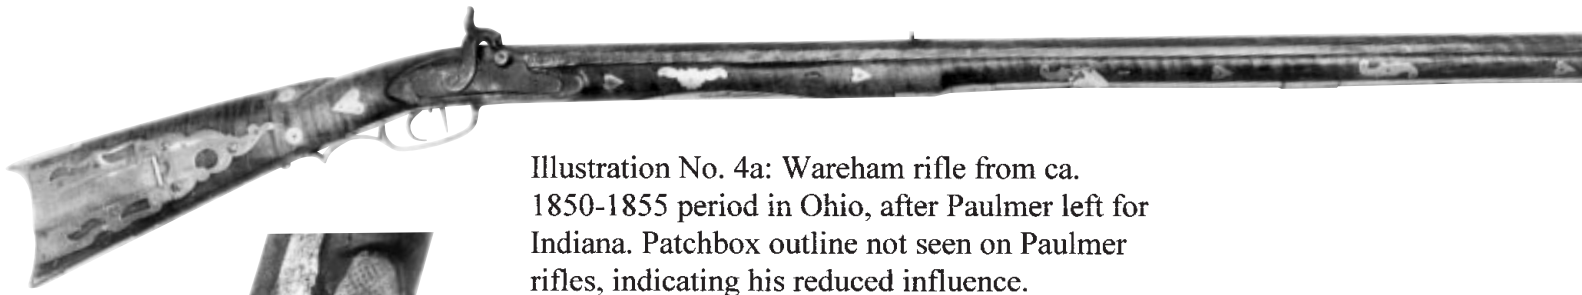 Illustration No. 4a: Wareham rifle from ca.
1850-1855 period in Ohio, after Paulmer left for
Indiana. Patchbox outline not seen on Paulmer
rifles, indicating his reduced influence.